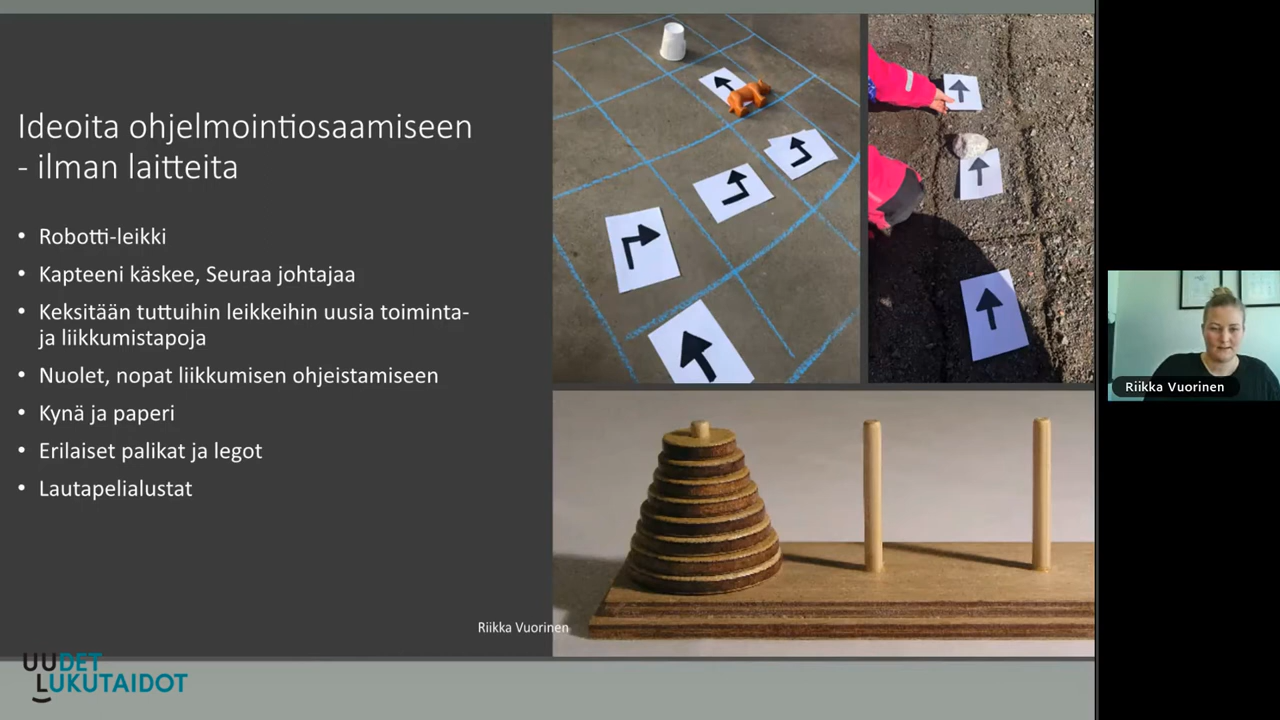 Ideoita ohjelmointiosaamiseen
- ilman laitteita
• Robotti-leikki
• Kapteeni käskee, Seuraa johtajaa
• Keksitään tuttuihin leikkeihin uusia toiminta-
ja liikkumistapoja
• Nuolet, nopat liikkumisen ohjeistamiseen
• Kynä ja paperi
• Erilaiset palikat ja legot
• Lautapelialustat
Riikka Vuorinen
UUDET
LUKUTAIDOT
Riikka Vuorinen